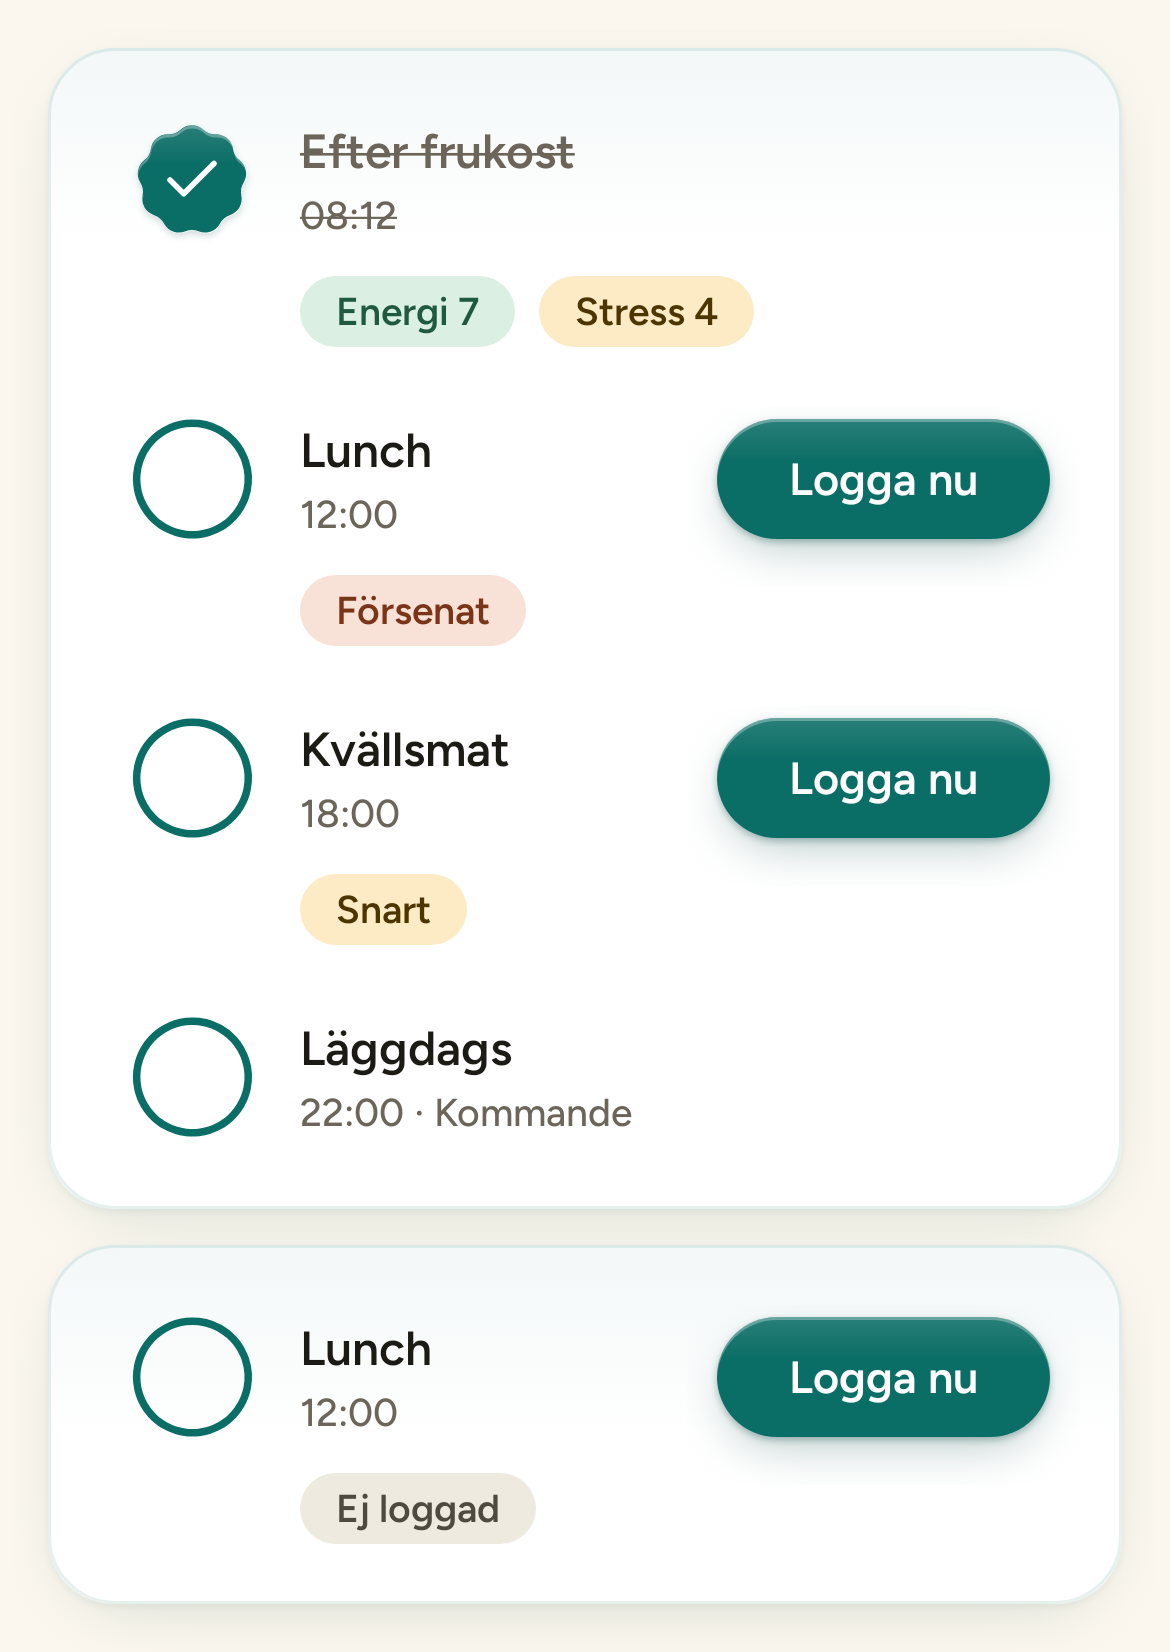 Efter frukost
08:12
Energi 7 Stress 4
Lunch
Logga nu
12:00
Försenat
Kvällsmat
Logga nu
18:00
Snart
Läggdags
22:00 · Kommande
Lunch
Logga nu
12:00
Ej loggad